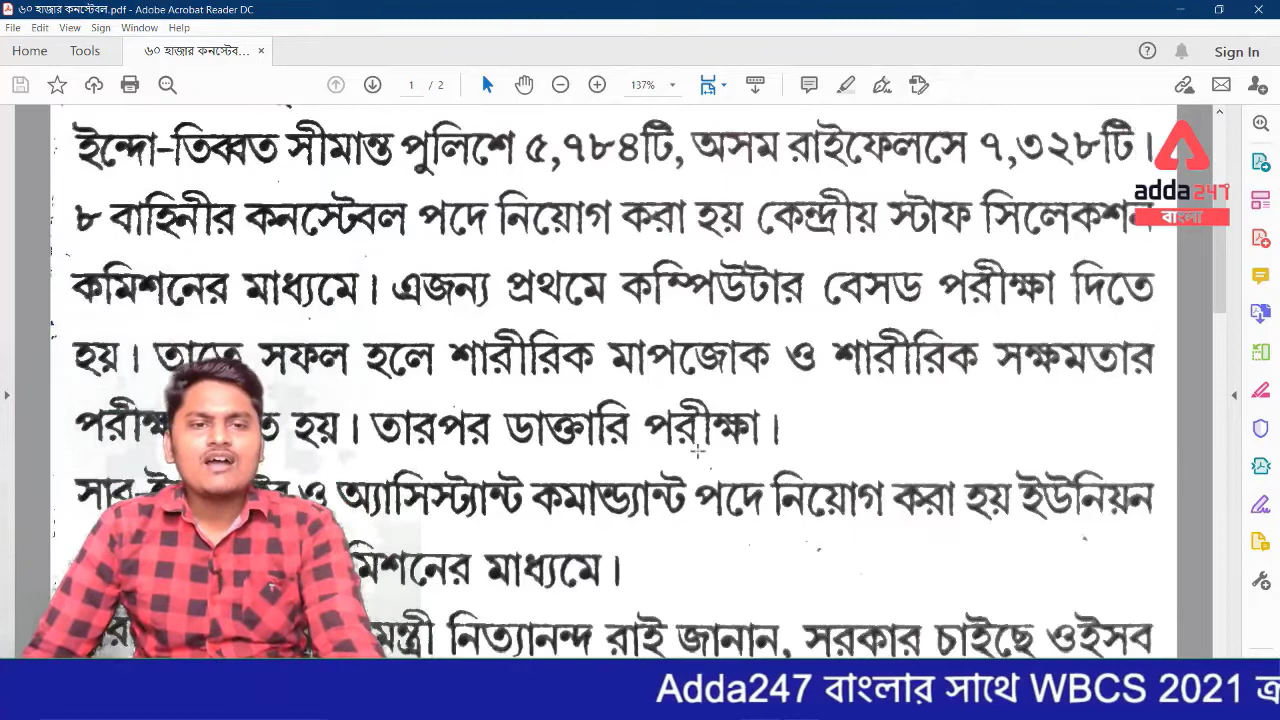 ৬০ হাজার কনস্টেবল.pdf - Adobe Acrobat Reader DC
File Edit View Sign Window Help
Home Tools ৬০ হাজার কনস্টেব... × Sign In
1 / 2 137%
ইন্দো-তিব্বত সীমান্ত পুলিশে ৫,৭৮৪টি, অসম রাইফেলসে ৭,৩২৮টি।
adda247
বাংলা
৮ বাহিনীর কনস্টেবল পদে নিয়োগ করা হয় কেন্দ্রীয় স্টাফ সিলেকশন
কমিশনের মাধ্যমে। এজন্য প্রথমে কম্পিউটার বেসড পরীক্ষা দিতে
হয়। তাতে সফল হলে শারীরিক মাপজোক ও শারীরিক সক্ষমতার
হয়। তারপর ডাক্তারি পরীক্ষা।
ও অ্যাসিস্ট্যান্ট কমান্ড্যান্ট পদে নিয়োগ করা হয় ইউনিয়ন
মিশনের মাধ্যমে।
মন্ত্রী নিত্যানন্দ রাই জানান, সরকার চাইছে ওইসব
Adda247 বাংলার সাথে WBCS 2021